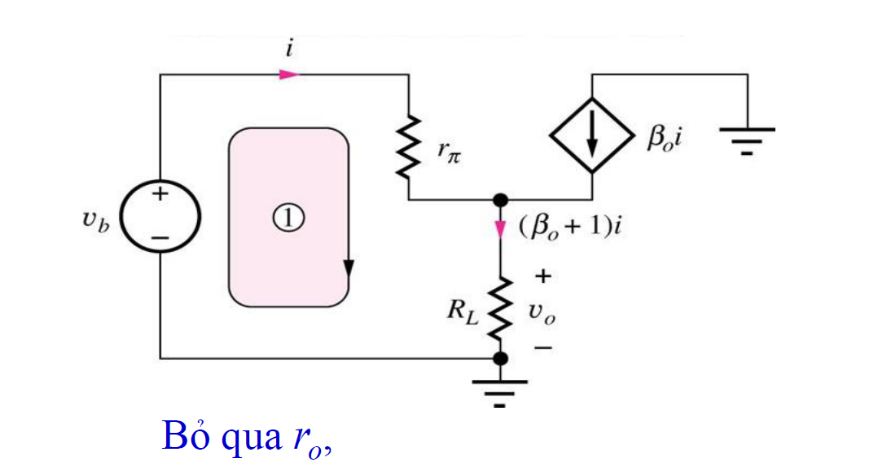 i
r_π
β_o i
+
v_b
−
①
(β_o + 1)i
+
R_L
v_o
−
Bỏ qua r_o,